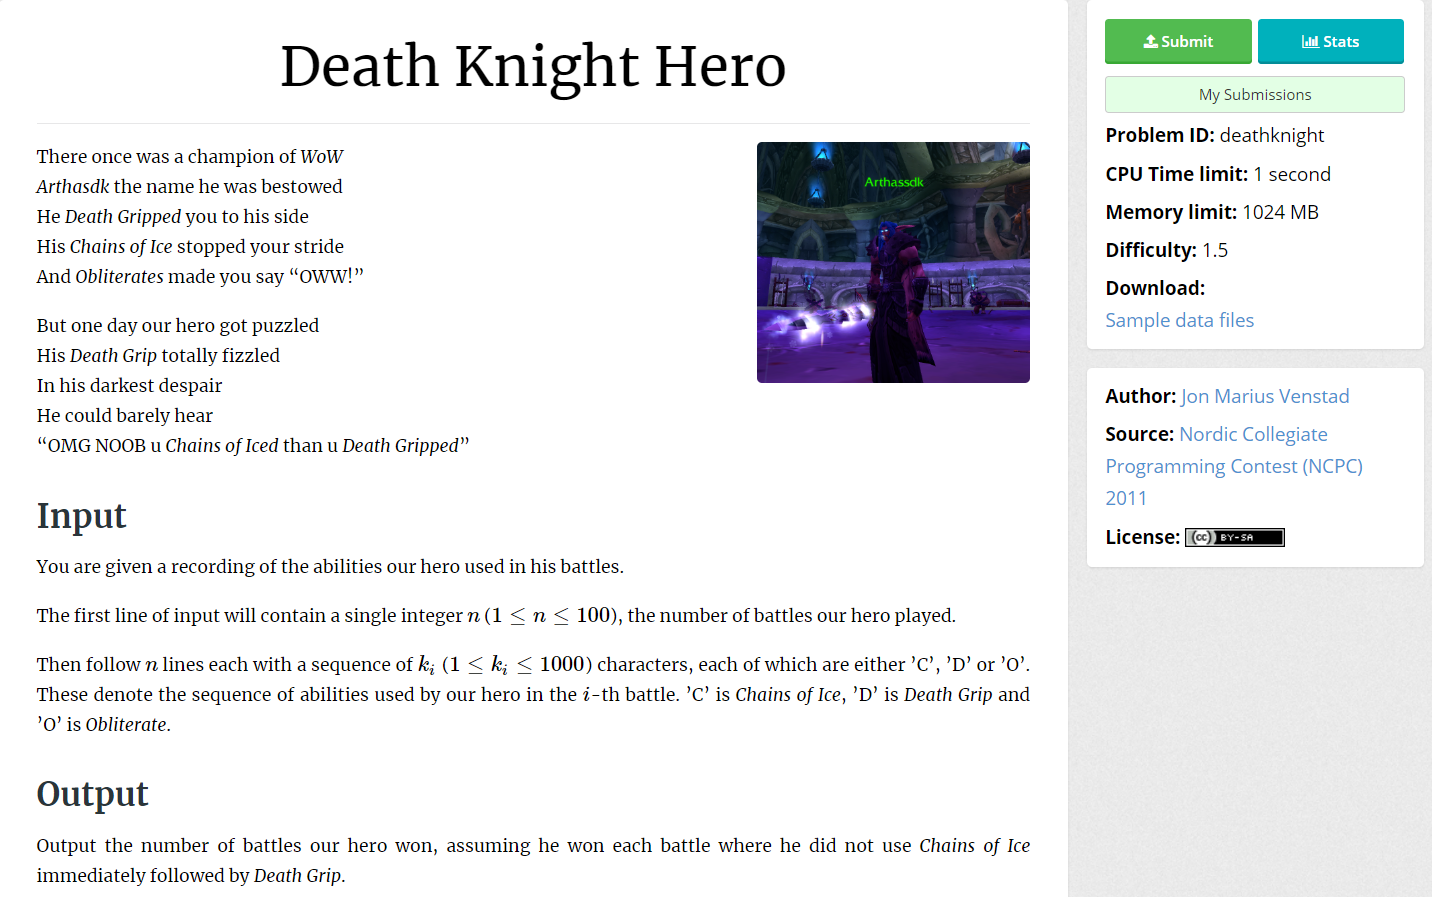 Death Knight Hero
There once was a champion of WoW
Arthasdk the name he was bestowed
He Death Gripped you to his side
His Chains of Ice stopped your stride
And Obliterates made you say “OWW!”
Arthassdk
But one day our hero got puzzled
His Death Grip totally fizzled
In his darkest despair
He could barely hear
“OMG NOOB u Chains of Iced than u Death Gripped”
Input
You are given a recording of the abilities our hero used in his battles.
The first line of input will contain a single integer n (1 ≤ n ≤ 100), the number of battles our hero played.
Then follow n lines each with a sequence of kᵢ (1 ≤ kᵢ ≤ 1000) characters, each of which are either ’C’, ’D’ or ’O’.
These denote the sequence of abilities used by our hero in the i-th battle. ’C’ is Chains of Ice, ’D’ is Death Grip and
’O’ is Obliterate.
Output
Output the number of battles our hero won, assuming he won each battle where he did not use Chains of Ice
immediately followed by Death Grip.
Submit
Stats
My Submissions
Problem ID: deathknight
CPU Time limit: 1 second
Memory limit: 1024 MB
Difficulty: 1.5
Download:
Sample data files
Author: Jon Marius Venstad
Source: Nordic Collegiate
Programming Contest (NCPC)
2011
License: (cc) BY-SA